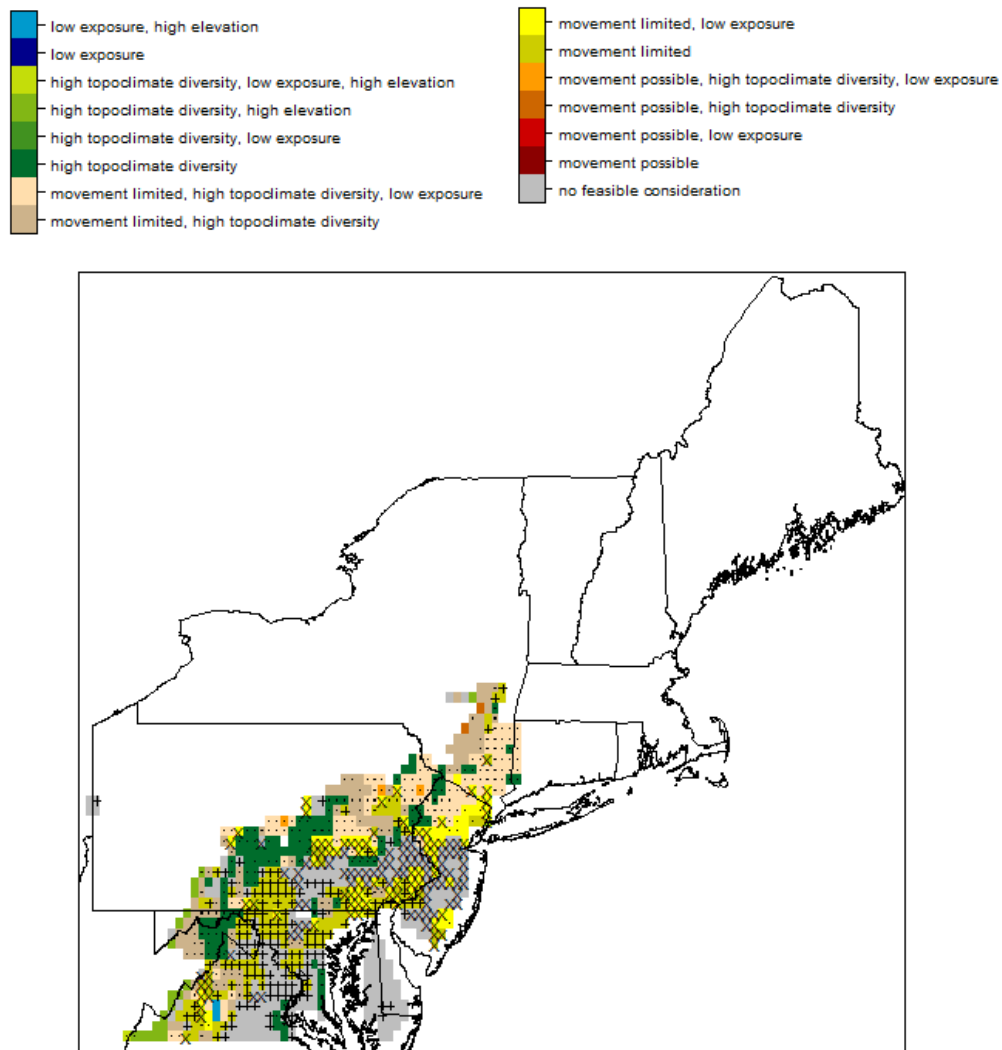 low exposure, high elevation
low exposure
high topoclimate diversity, low exposure, high elevation
high topoclimate diversity, high elevation
high topoclimate diversity, low exposure
high topoclimate diversity
movement limited, high topoclimate diversity, low exposure
movement limited, high topoclimate diversity
movement limited, low exposure
movement limited
movement possible, high topoclimate diversity, low exposure
movement possible, high topoclimate diversity
movement possible, low exposure
movement possible
no feasible consideration